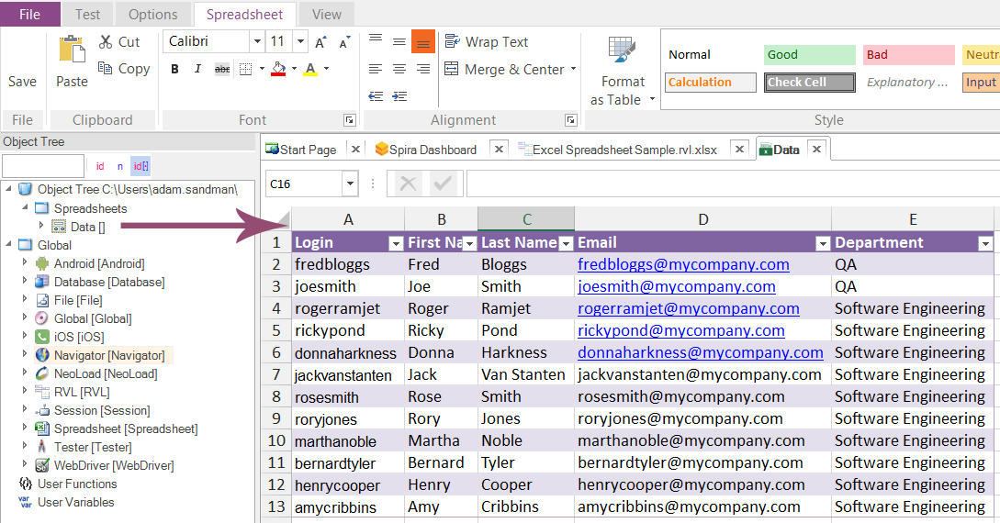 File Test Options Spreadsheet View
Save Paste Cut Copy
Calibri 11
B I abc A
Wrap Text
Merge & Center
Format as Table
Normal Good Bad Neutr
Calculation Check Cell Explanatory ... Input
File Clipboard Font Alignment Style
Object Tree
Start Page Spira Dashboard Excel Spreadsheet Sample.rvl.xlsx Data
id n id[·]
C16
Object Tree C:\Users\adam.sandman\
Spreadsheets
Data []
Global
Android [Android]
Database [Database]
File [File]
Global [Global]
iOS [iOS]
Navigator [Navigator]
NeoLoad [NeoLoad]
RVL [RVL]
Session [Session]
Spreadsheet [Spreadsheet]
Tester [Tester]
WebDriver [WebDriver]
User Functions
var var User Variables
A B C D E
1 Login First Na Last Name Email Department
2 fredbloggs Fred Bloggs fredbloggs@mycompany.com QA
3 joesmith Joe Smith joesmith@mycompany.com QA
4 rogerramjet Roger Ramjet rogerramjet@mycompany.com Software Engineering
5 rickypond Ricky Pond rickypond@mycompany.com Software Engineering
6 donnaharkness Donna Harkness donnaharkness@mycompany.com Software Engineering
7 jackvanstanten Jack Van Stanten jackvanstanten@mycompany.com Software Engineering
8 rosesmith Rose Smith rosesmith@mycompany.com Software Engineering
9 roryjones Rory Jones roryjones@mycompany.com Software Engineering
10 marthanoble Martha Noble marthanoble@mycompany.com Software Engineering
11 bernardtyler Bernard Tyler bernardtyler@mycompany.com Software Engineering
12 henrycooper Henry Cooper henrycooper@mycompany.com Software Engineering
13 amycribbins Amy Cribbins amycribbins@mycompany.com Software Engineering